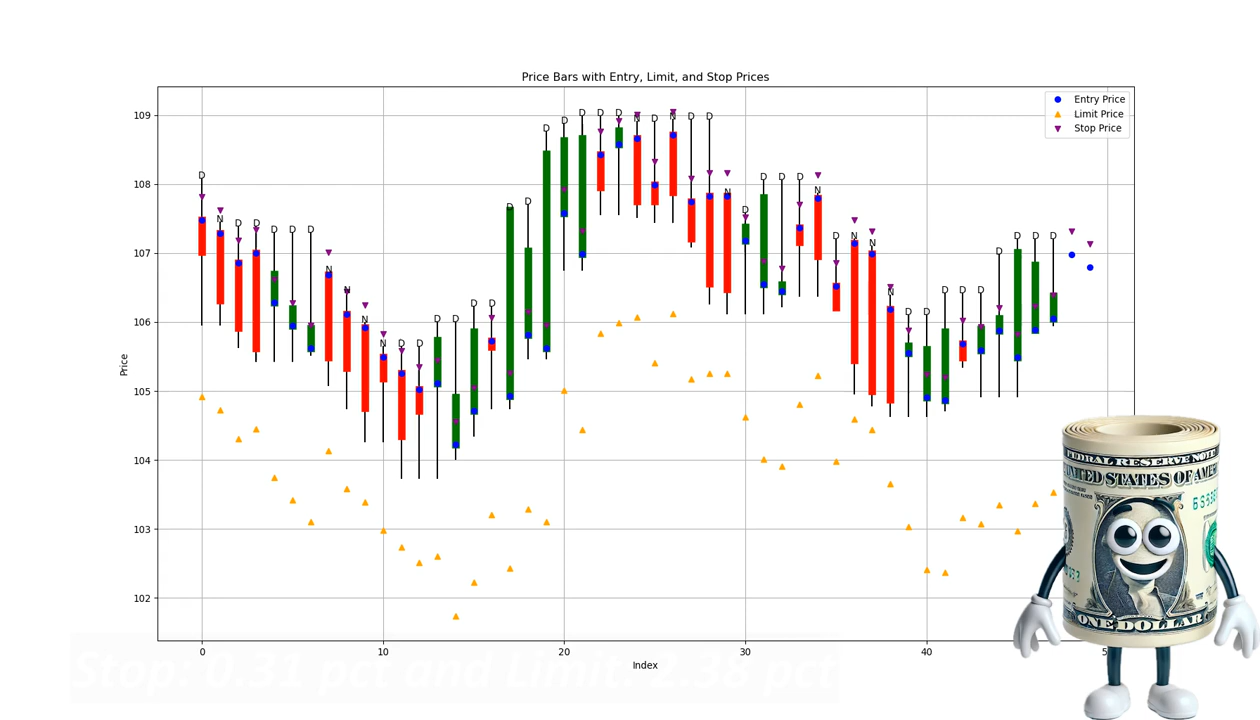 Price Bars with Entry, Limit, and Stop Prices
Entry Price
Limit Price
Stop Price
D D D D D D D D D D D D D D D D D D D D D D D D D D D D D D D D D D D D
N N N N N N N N N N N N N N
109
108
107
106
105
104
103
102
Price
0 10 20 30 40
Index
Stop: 0.31 pct and Limit: 2.38 pct
FEDERAL RESERVE NOTE
UNITED STATES OF AME
ONE DOLLAR